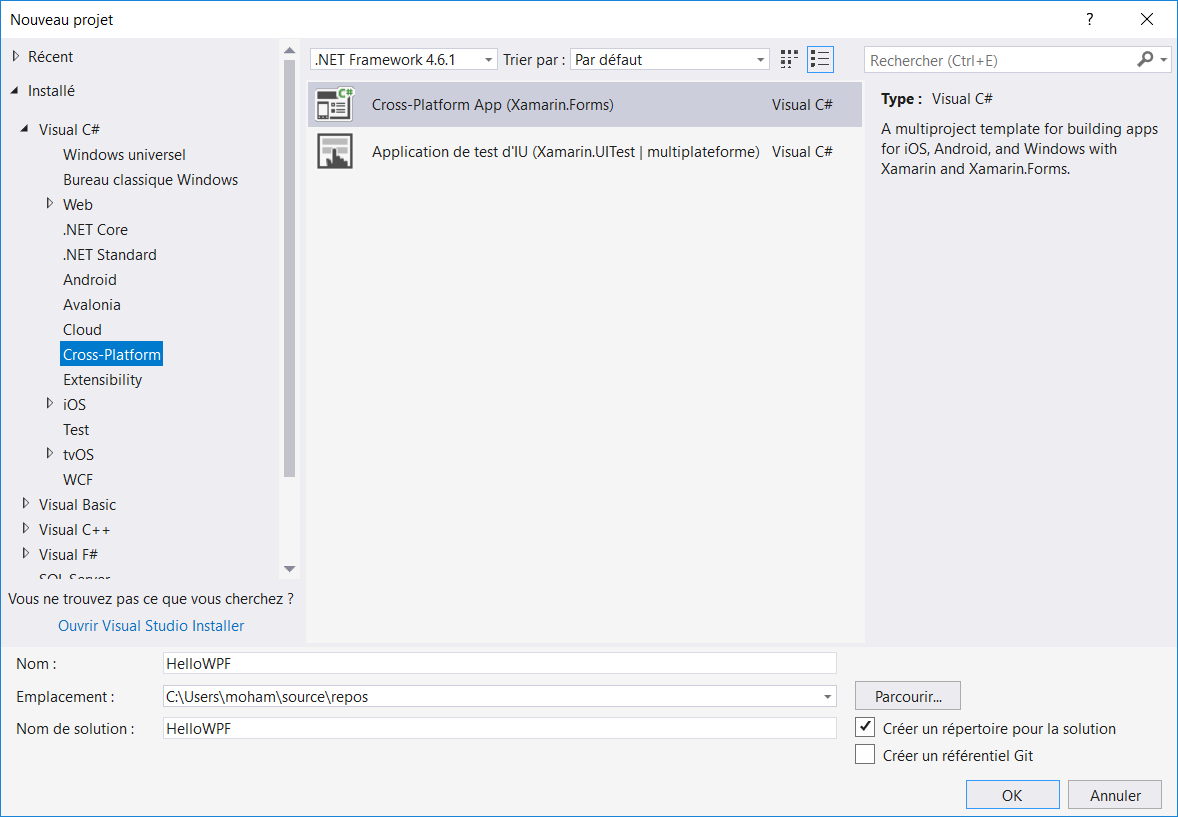 Nouveau projet
?
Récent
Installé
Visual C#
Windows universel
Bureau classique Windows
Web
.NET Core
.NET Standard
Android
Avalonia
Cloud
Cross-Platform
Extensibility
iOS
Test
tvOS
WCF
Visual Basic
Visual C++
Visual F#
SQL Server
Vous ne trouvez pas ce que vous cherchez ?
Ouvrir Visual Studio Installer
.NET Framework 4.6.1 Trier par : Par défaut
Cross-Platform App (Xamarin.Forms) Visual C#
Application de test d'IU (Xamarin.UITest | multiplateforme) Visual C#
Rechercher (Ctrl+E)
Type : Visual C#
A multiproject template for building apps
for iOS, Android, and Windows with
Xamarin and Xamarin.Forms.
Nom : HelloWPF
Emplacement : C:\Users\moham\source\repos
Parcourir...
Nom de solution : HelloWPF
Créer un répertoire pour la solution
Créer un référentiel Git
OK Annuler